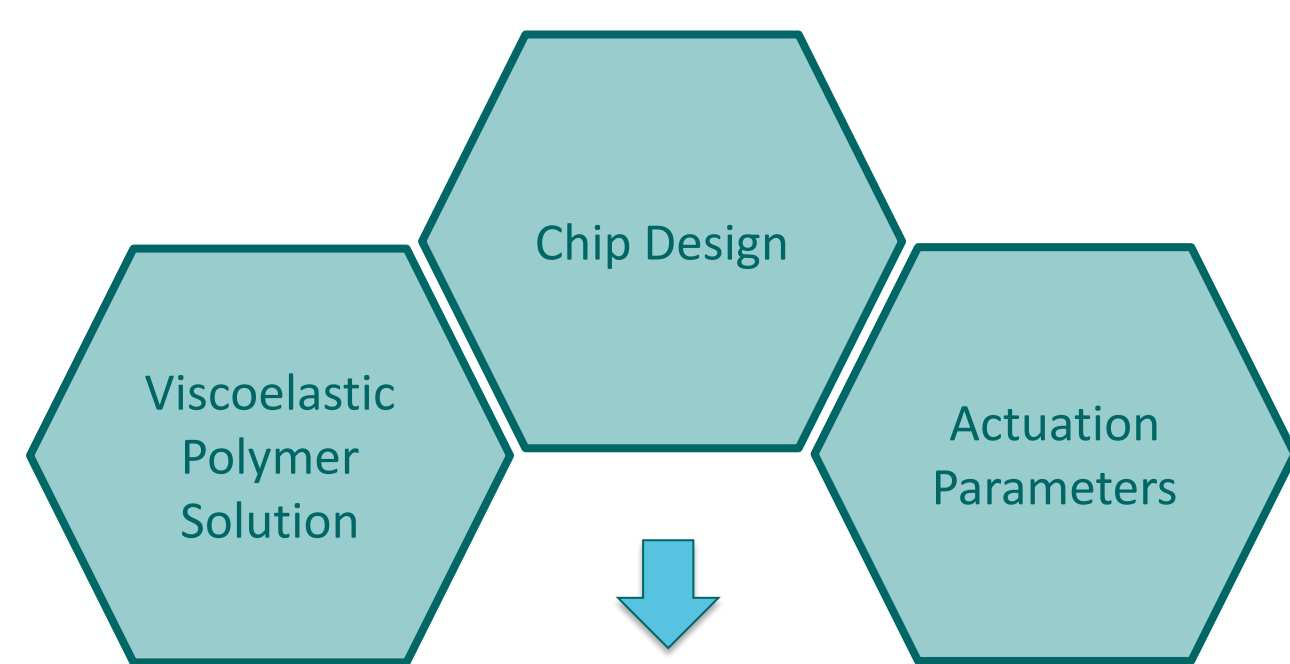 Chip Design
Viscoelastic
Polymer
Solution
Actuation
Parameters